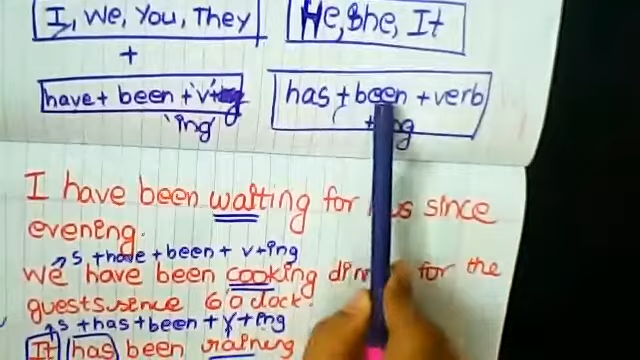 I, We, You, They
He, She, It
+
have + been + v+ing
'ing
has + been + verb
I have been waiting for since
evening.
s + have + been + v+ing
We have been cooking for the
guests 6 o'clock.
s + has + been + v + ing
It has been raining